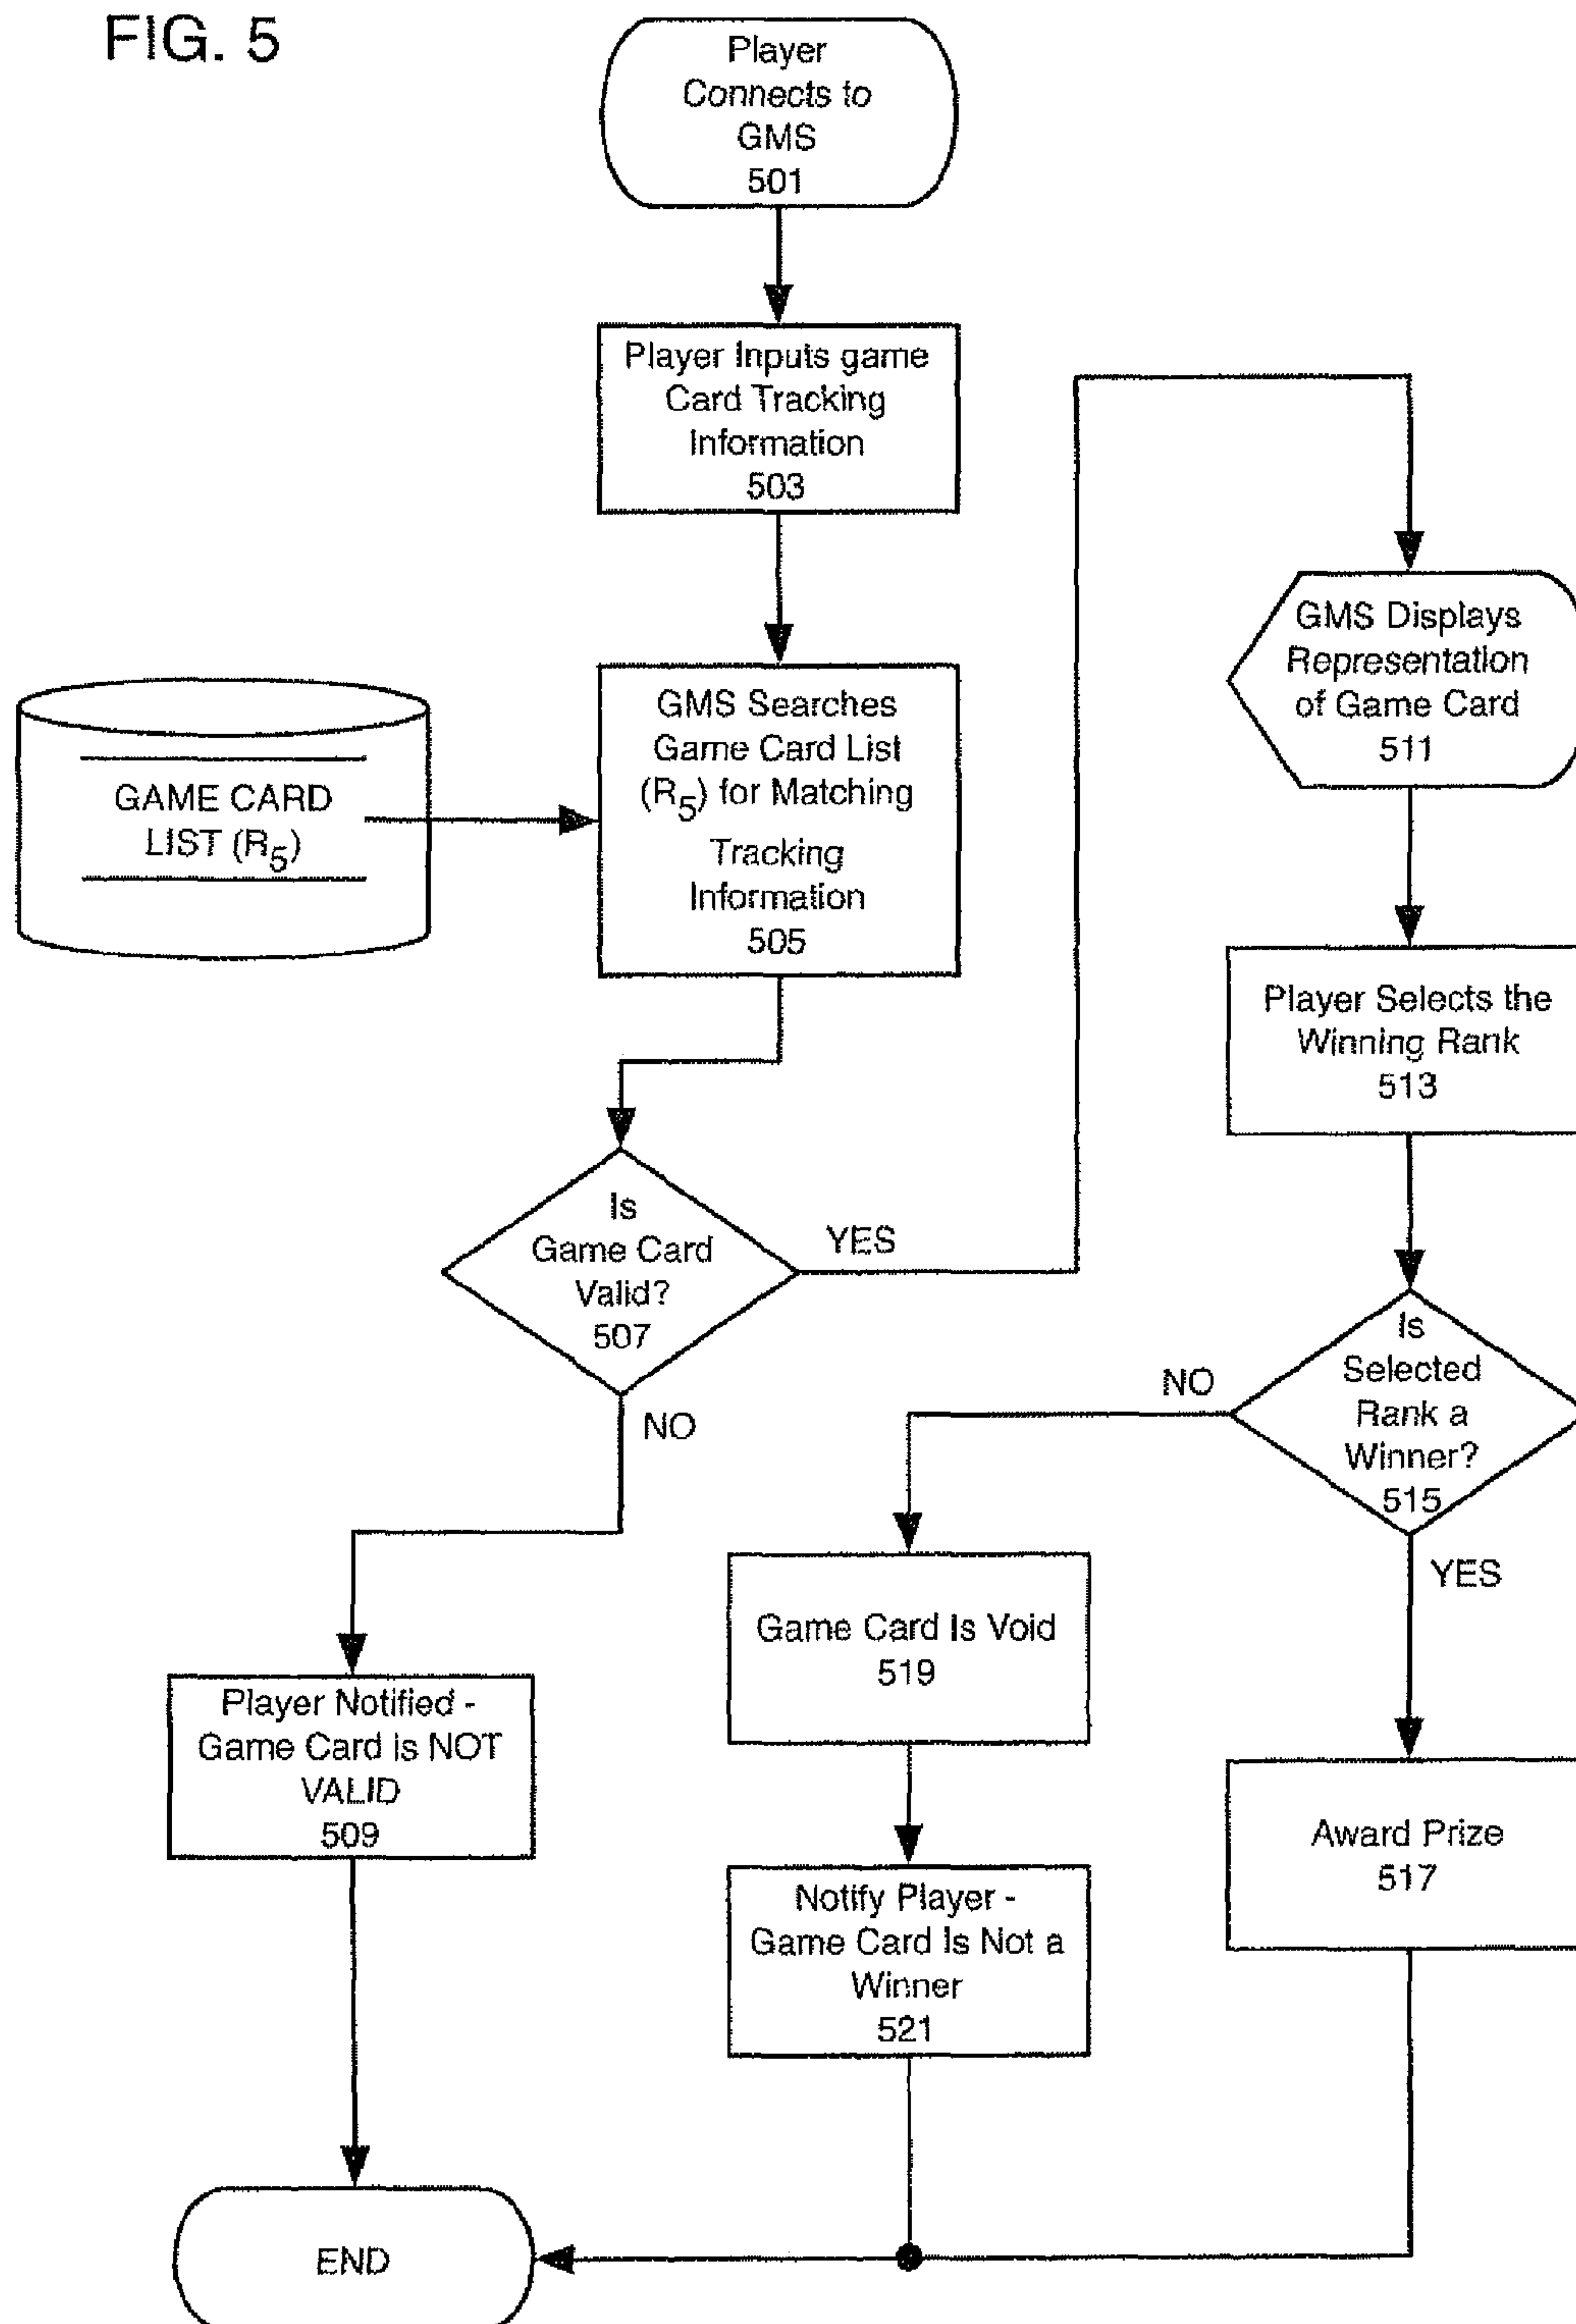 FIG. 5
Player
Connects to
GMS
501
Player Inputs game
Card Tracking
Information
503
GMS Searches
Game Card List
(R5) for Matching
Tracking
Information
505
GAME CARD
LIST (R5)
Is
Game Card
Valid?
507
YES
NO
Player Notified -
Game Card is NOT
VALID
509
GMS Displays
Representation
of Game Card
511
Player Selects the
Winning Rank
513
Is
Selected
Rank a
Winner?
515
NO
YES
Game Card Is Void
519
Notify Player -
Game Card Is Not a
Winner
521
Award Prize
517
END